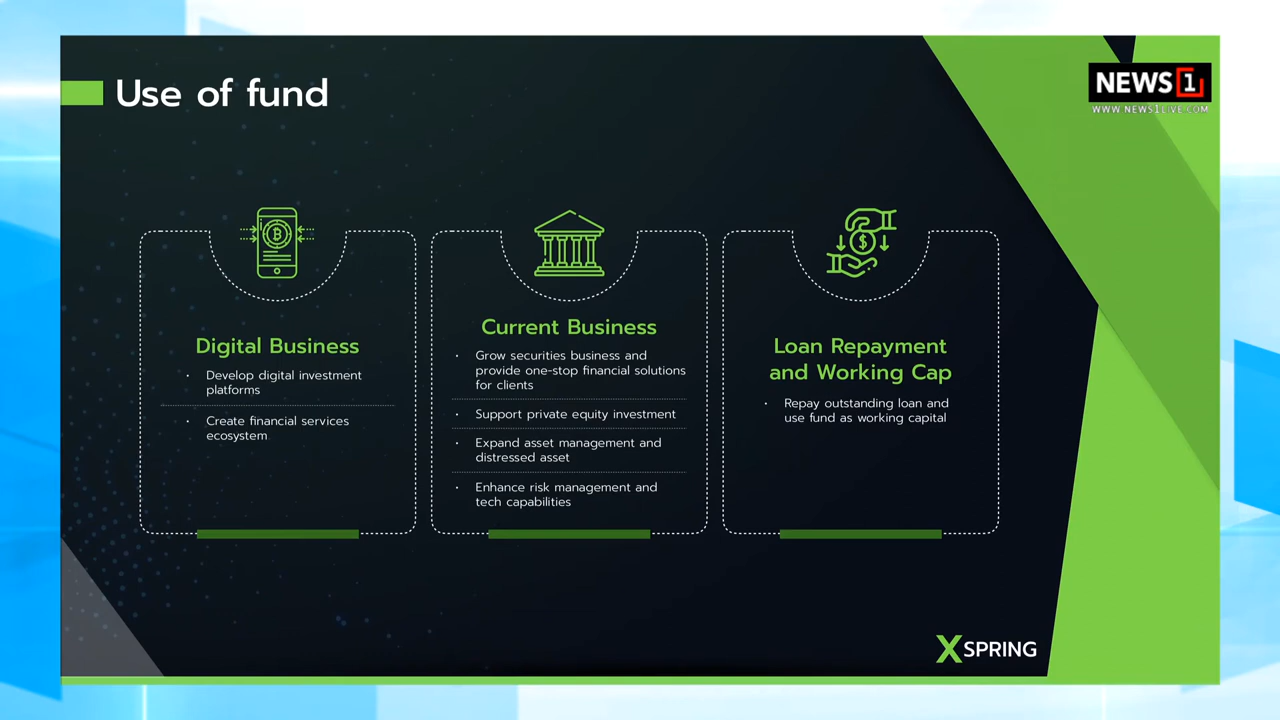 Use of fund
NEWS 1
WWW.NEWS1LIVE.COM
Digital Business
• Develop digital investment
platforms
• Create financial services
ecosystem
Current Business
• Grow securities business and
provide one-stop financial solutions
for clients
• Support private equity investment
• Expand asset management and
distressed asset
• Enhance risk management and
tech capabilities
$
Loan Repayment
and Working Cap
• Repay outstanding loan and
use fund as working capital
XSPRING